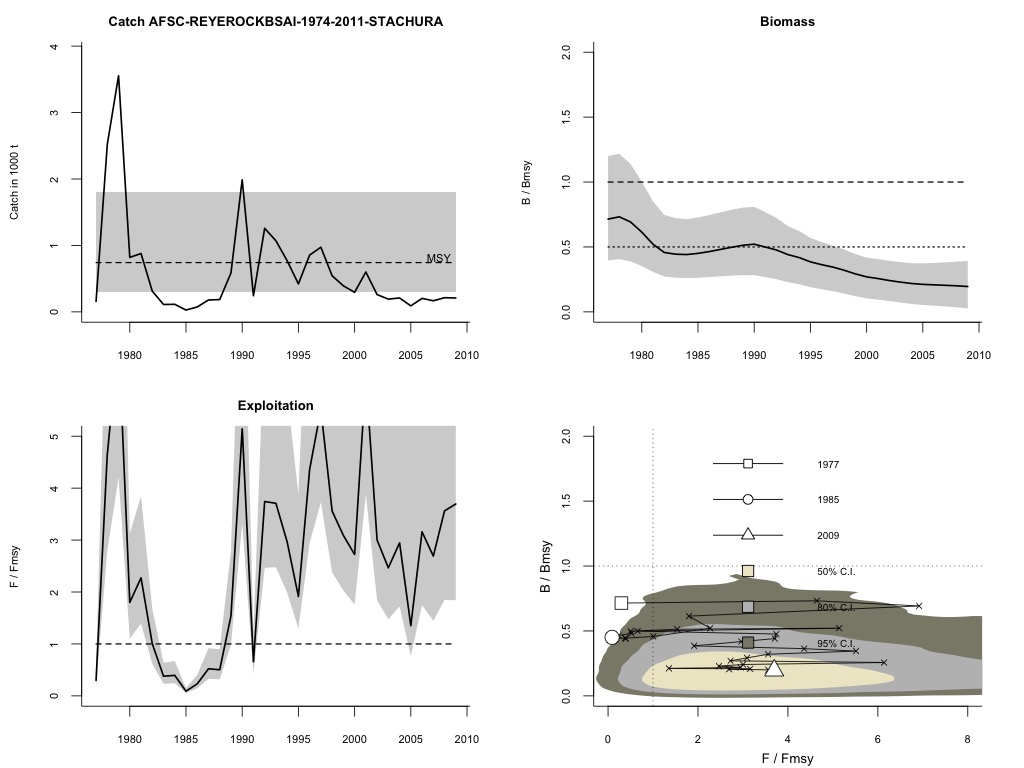 Catch AFSC-REYEROCKBSAI-1974-2011-STACHURA
Catch in 1000 t
4
3
2
1
0
MSY
1980 1985 1990 1995 2000 2005 2010
Biomass
B / Bmsy
2.0
1.5
1.0
0.5
0.0
1980 1985 1990 1995 2000 2005 2010
Exploitation
F / Fmsy
5
4
3
2
1
0
1980 1985 1990 1995 2000 2005 2010
B / Bmsy
2.0
1.5
1.0
0.5
0.0
1977
1985
2009
50% C.I.
80% C.I.
95% C.I.
0 2 4 6 8
F / Fmsy